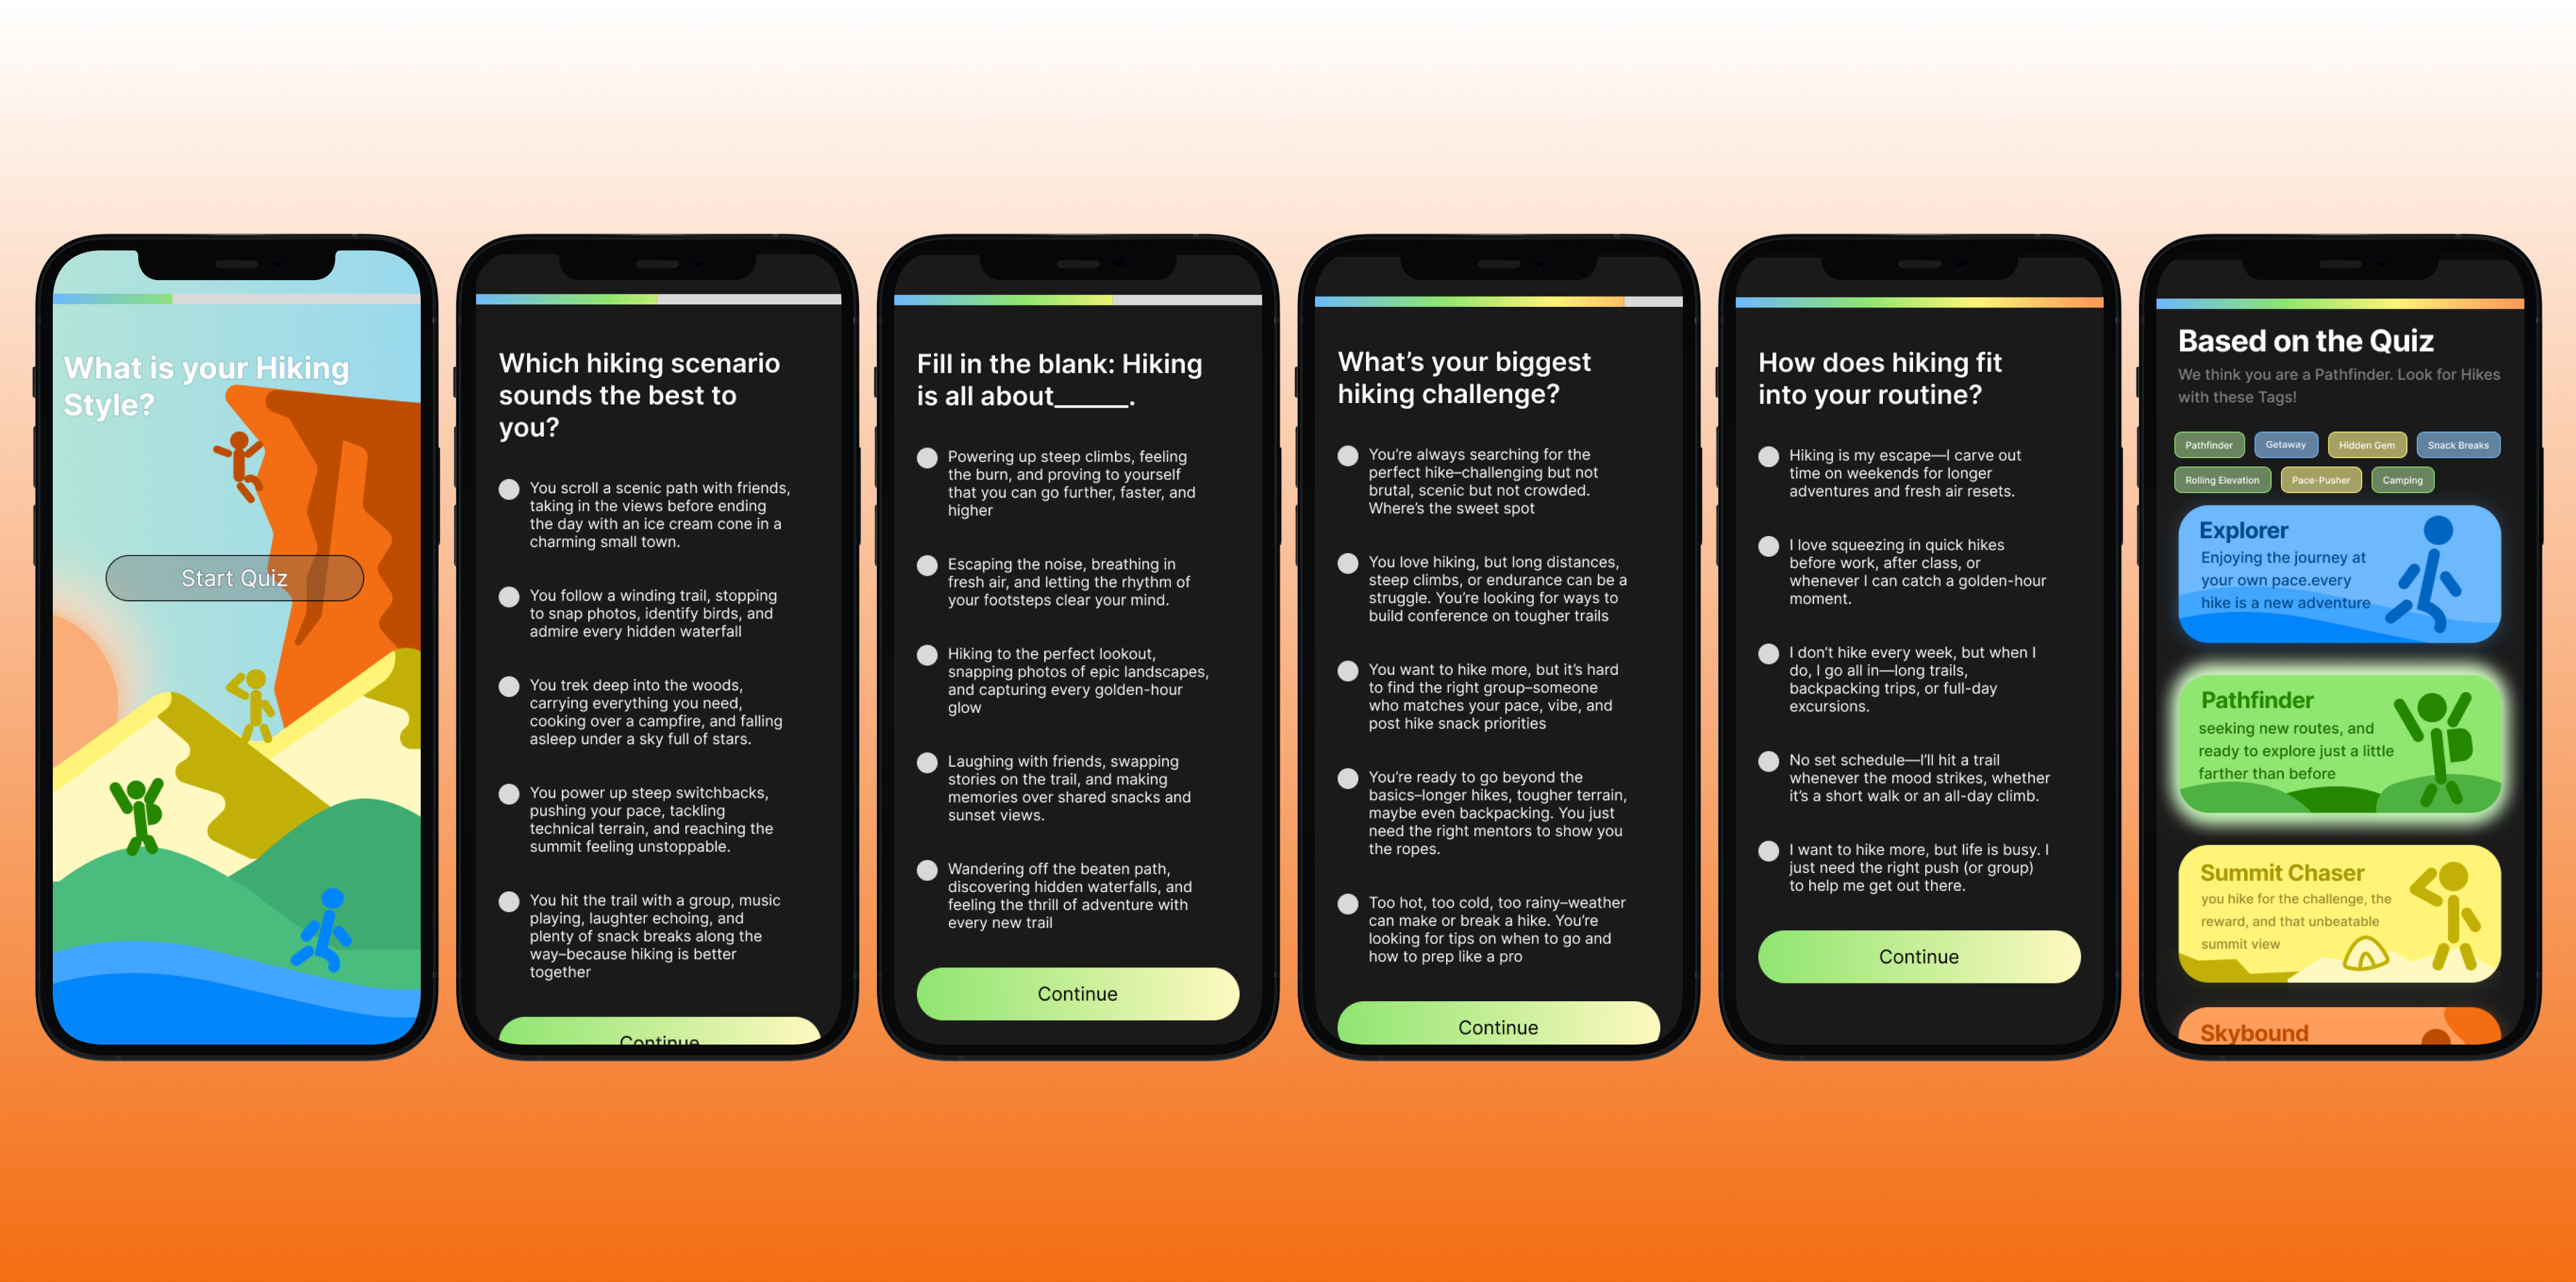 What is your Hiking
Style?
Start Quiz
Which hiking scenario
sounds the best to
you?
You scroll a scenic path with friends,
taking in the views before ending
the day with an ice cream cone in a
charming small town.
You follow a winding trail, stopping
to snap photos, identify birds, and
admire every hidden waterfall
You trek deep into the woods,
carrying everything you need,
cooking over a campfire, and falling
asleep under a sky full of stars.
You power up steep switchbacks,
pushing your pace, tackling
technical terrain, and reaching the
summit feeling unstoppable.
You hit the trail with a group, music
playing, laughter echoing, and
plenty of snack breaks along the
way–because hiking is better
together
Continue
Fill in the blank: Hiking
is all about______.
Powering up steep climbs, feeling
the burn, and proving to yourself
that you can go further, faster, and
higher
Escaping the noise, breathing in
fresh air, and letting the rhythm of
your footsteps clear your mind.
Hiking to the perfect lookout,
snapping photos of epic landscapes,
and capturing every golden-hour
glow
Laughing with friends, swapping
stories on the trail, and making
memories over shared snacks and
sunset views.
Wandering off the beaten path,
discovering hidden waterfalls, and
feeling the thrill of adventure with
every new trail
Continue
What's your biggest
hiking challenge?
You're always searching for the
perfect hike–challenging but not
brutal, scenic but not crowded.
Where's the sweet spot
You love hiking, but long distances,
steep climbs, or endurance can be a
struggle. You're looking for ways to
build conference on tougher trails
You want to hike more, but it's hard
to find the right group–someone
who matches your pace, vibe, and
post hike snack priorities
You're ready to go beyond the
basics–longer hikes, tougher terrain,
maybe even backpacking. You just
need the right mentors to show you
the ropes.
Too hot, too cold, too rainy–weather
can make or break a hike. You're
looking for tips on when to go and
how to prep like a pro
Continue
How does hiking fit
into your routine?
Hiking is my escape—I carve out
time on weekends for longer
adventures and fresh air resets.
I love squeezing in quick hikes
before work, after class, or
whenever I can catch a golden-hour
moment.
I don't hike every week, but when I
do, I go all in—long trails,
backpacking trips, or full-day
excursions.
No set schedule—I'll hit a trail
whenever the mood strikes, whether
it's a short walk or an all-day climb.
I want to hike more, but life is busy. I
just need the right push (or group)
to help me get out there.
Continue
Based on the Quiz
We think you are a Pathfinder. Look for Hikes
with these Tags!
Pathfinder Getaway Hidden Gem Snack Breaks
Rolling Elevation Pace-Pusher Camping
Explorer
Enjoying the journey at
your own pace.every
hike is a new adventure
Pathfinder
seeking new routes, and
ready to explore just a little
farther than before
Summit Chaser
you hike for the challenge, the
reward, and that unbeatable
summit view
Skybound